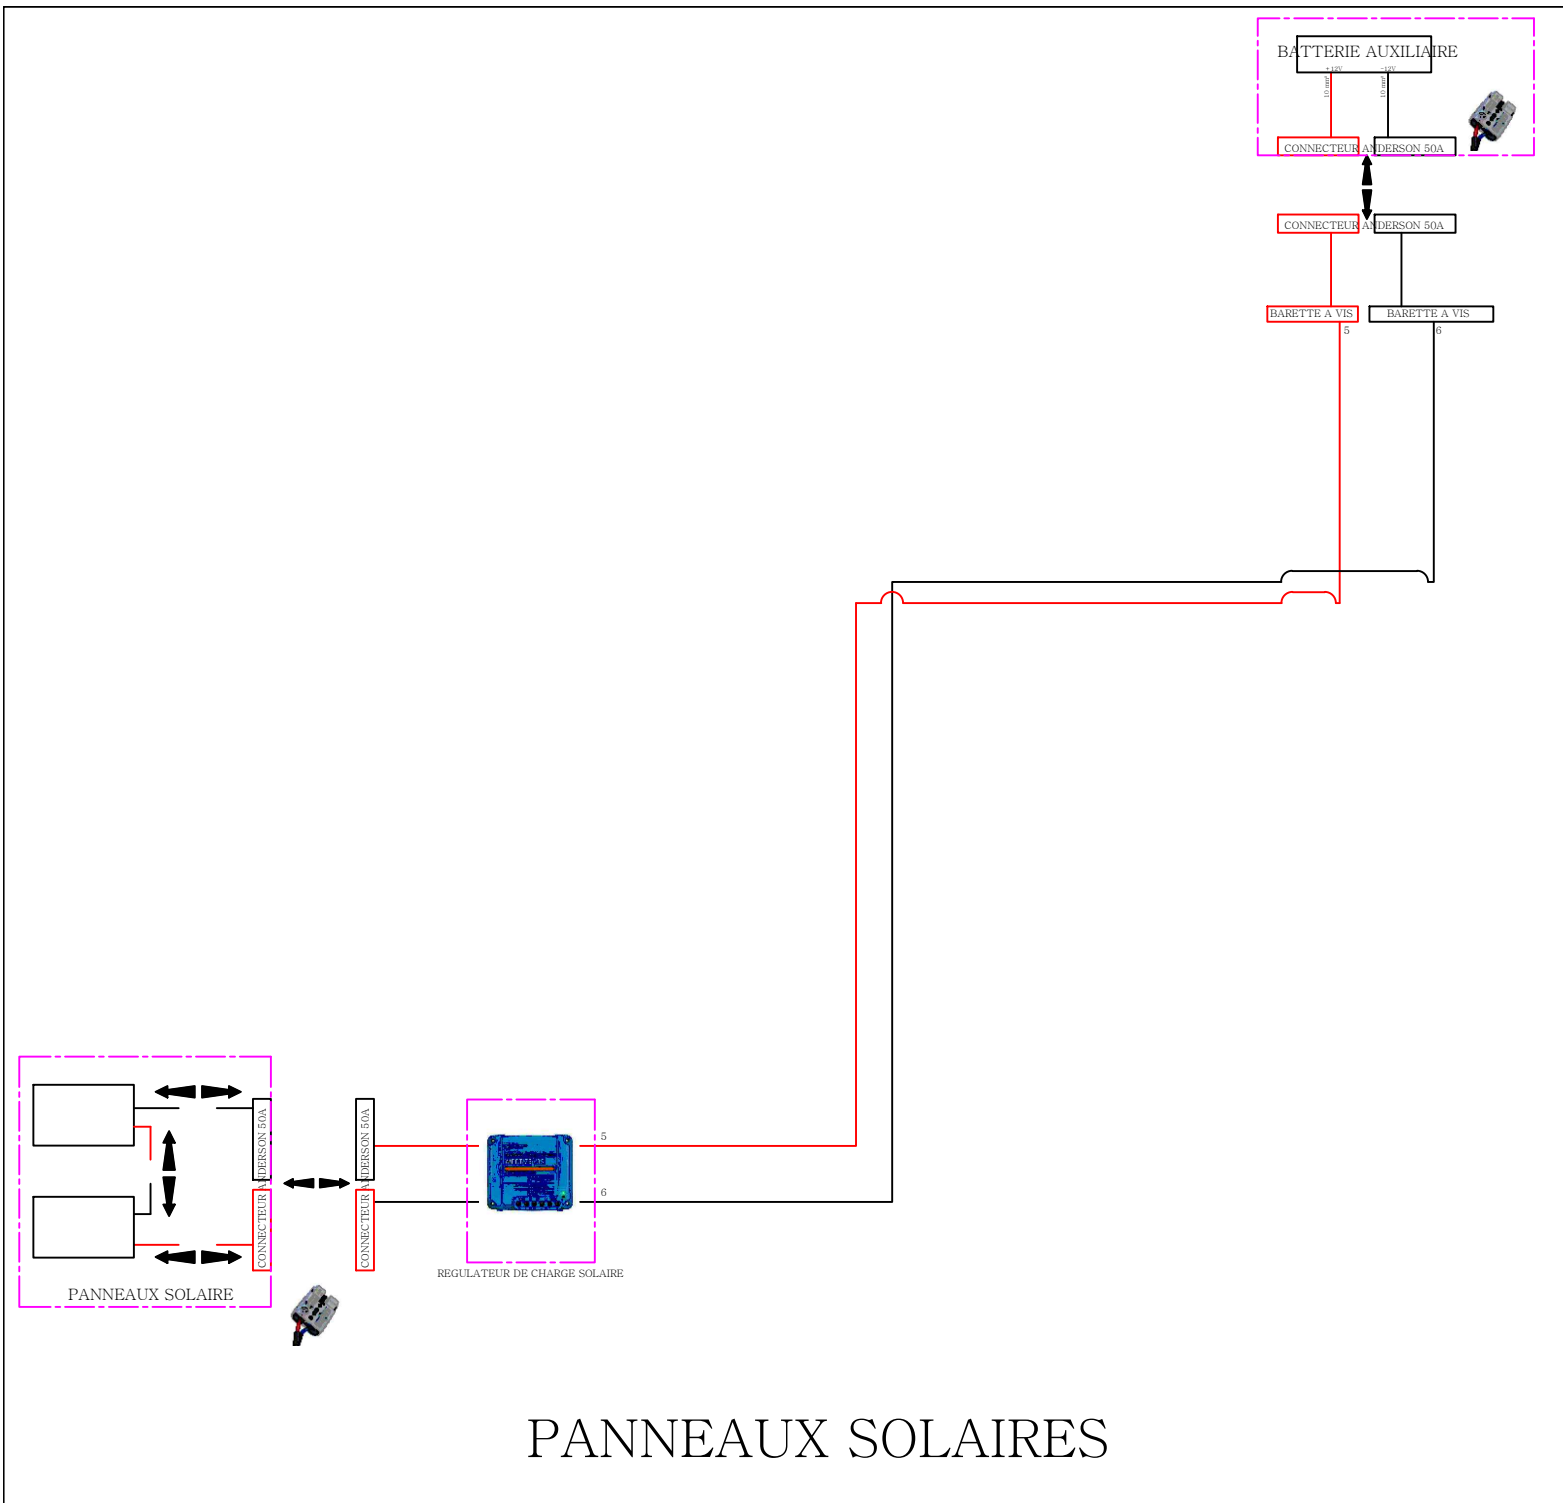 BATTERIE AUXILIAIRE
+12V -12V
10 mm² 10 mm²
CONNECTEUR ANDERSON 50A
CONNECTEUR ANDERSON 50A
BARETTE A VIS BARETTE A VIS
5 6
CONNECTEUR ANDERSON 50A
CONNECTEUR ANDERSON 50A
5
6
REGULATEUR DE CHARGE SOLAIRE
PANNEAUX SOLAIRE
PANNEAUX SOLAIRES